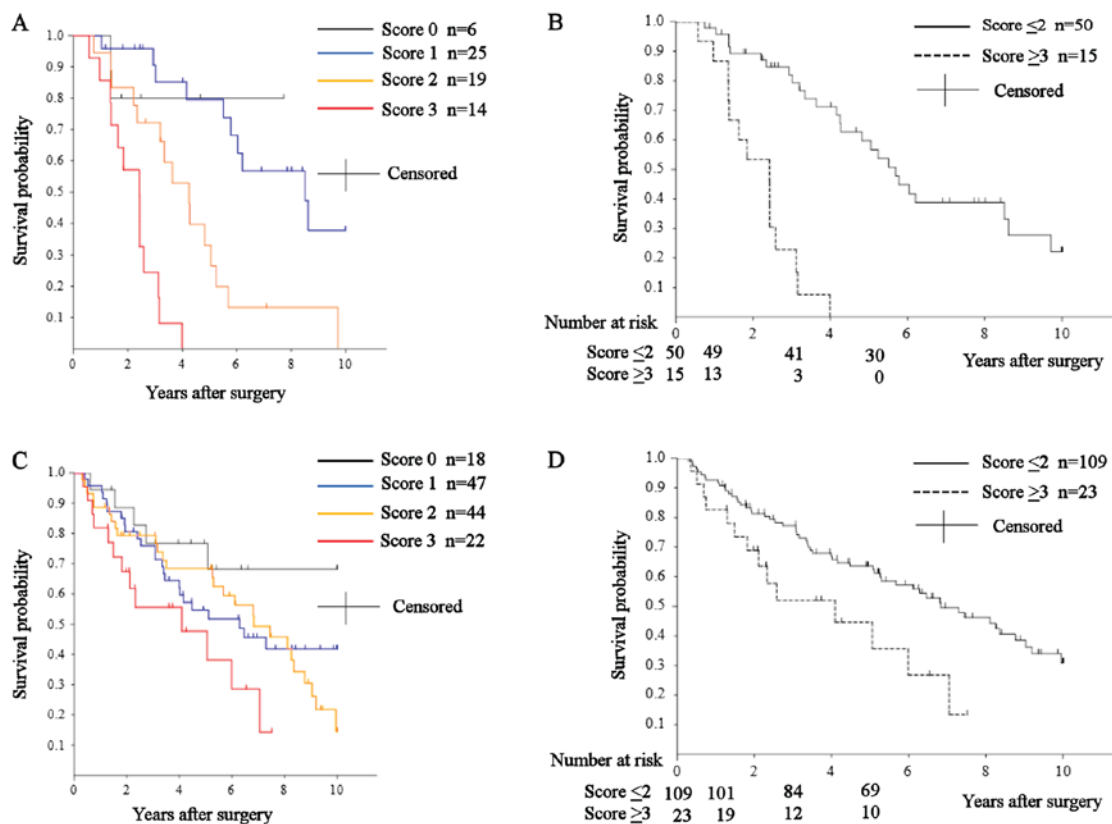 A
Score 0 n=6
Score 1 n=25
Score 2 n=19
Score 3 n=14
Censored
Survival probability
1.0
0.9
0.8
0.7
0.6
0.5
0.4
0.3
0.2
0.1
0 2 4 6 8 10
Years after surgery
B
Score ≤2 n=50
Score ≥3 n=15
Censored
Survival probability
1.0
0.9
0.8
0.7
0.6
0.5
0.4
0.3
0.2
0.1
0 2 4 6 8 10
Number at risk
Years after surgery
Score ≤2 50 49 41 30
Score ≥3 15 13 3 0
C
Score 0 n=18
Score 1 n=47
Score 2 n=44
Score 3 n=22
Censored
Survival probability
1.0
0.9
0.8
0.7
0.6
0.5
0.4
0.3
0.2
0.1
0 2 4 6 8 10
Years after surgery
D
Score ≤2 n=109
Score ≥3 n=23
Censored
Survival probability
1.0
0.9
0.8
0.7
0.6
0.5
0.4
0.3
0.2
0.1
0 2 4 6 8 10
Number at risk
Years after surgery
Score ≤2 109 101 84 69
Score ≥3 23 19 12 10